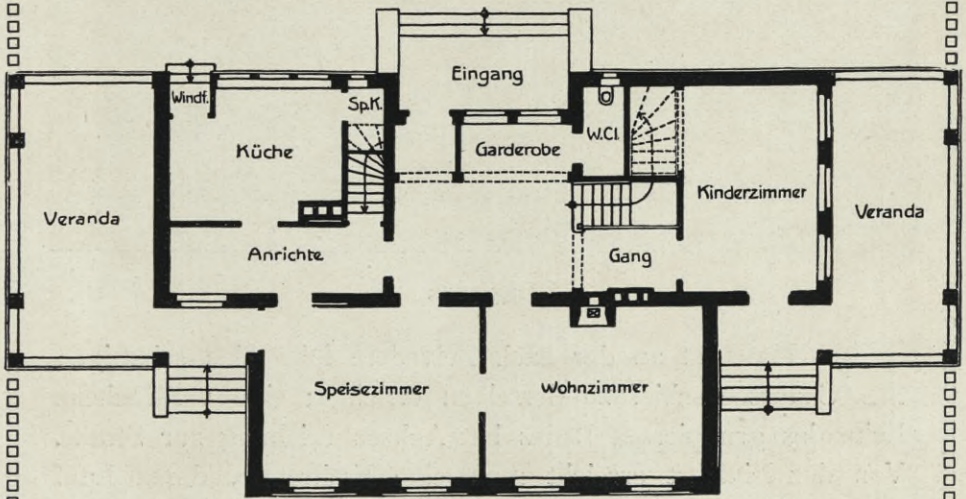 Eingang
Windf.
Sp.K.
Küche
Garderobe
W.Cl.
Kinderzimmer
Veranda
Veranda
Anrichte
Gang
Speisezimmer
Wohnzimmer